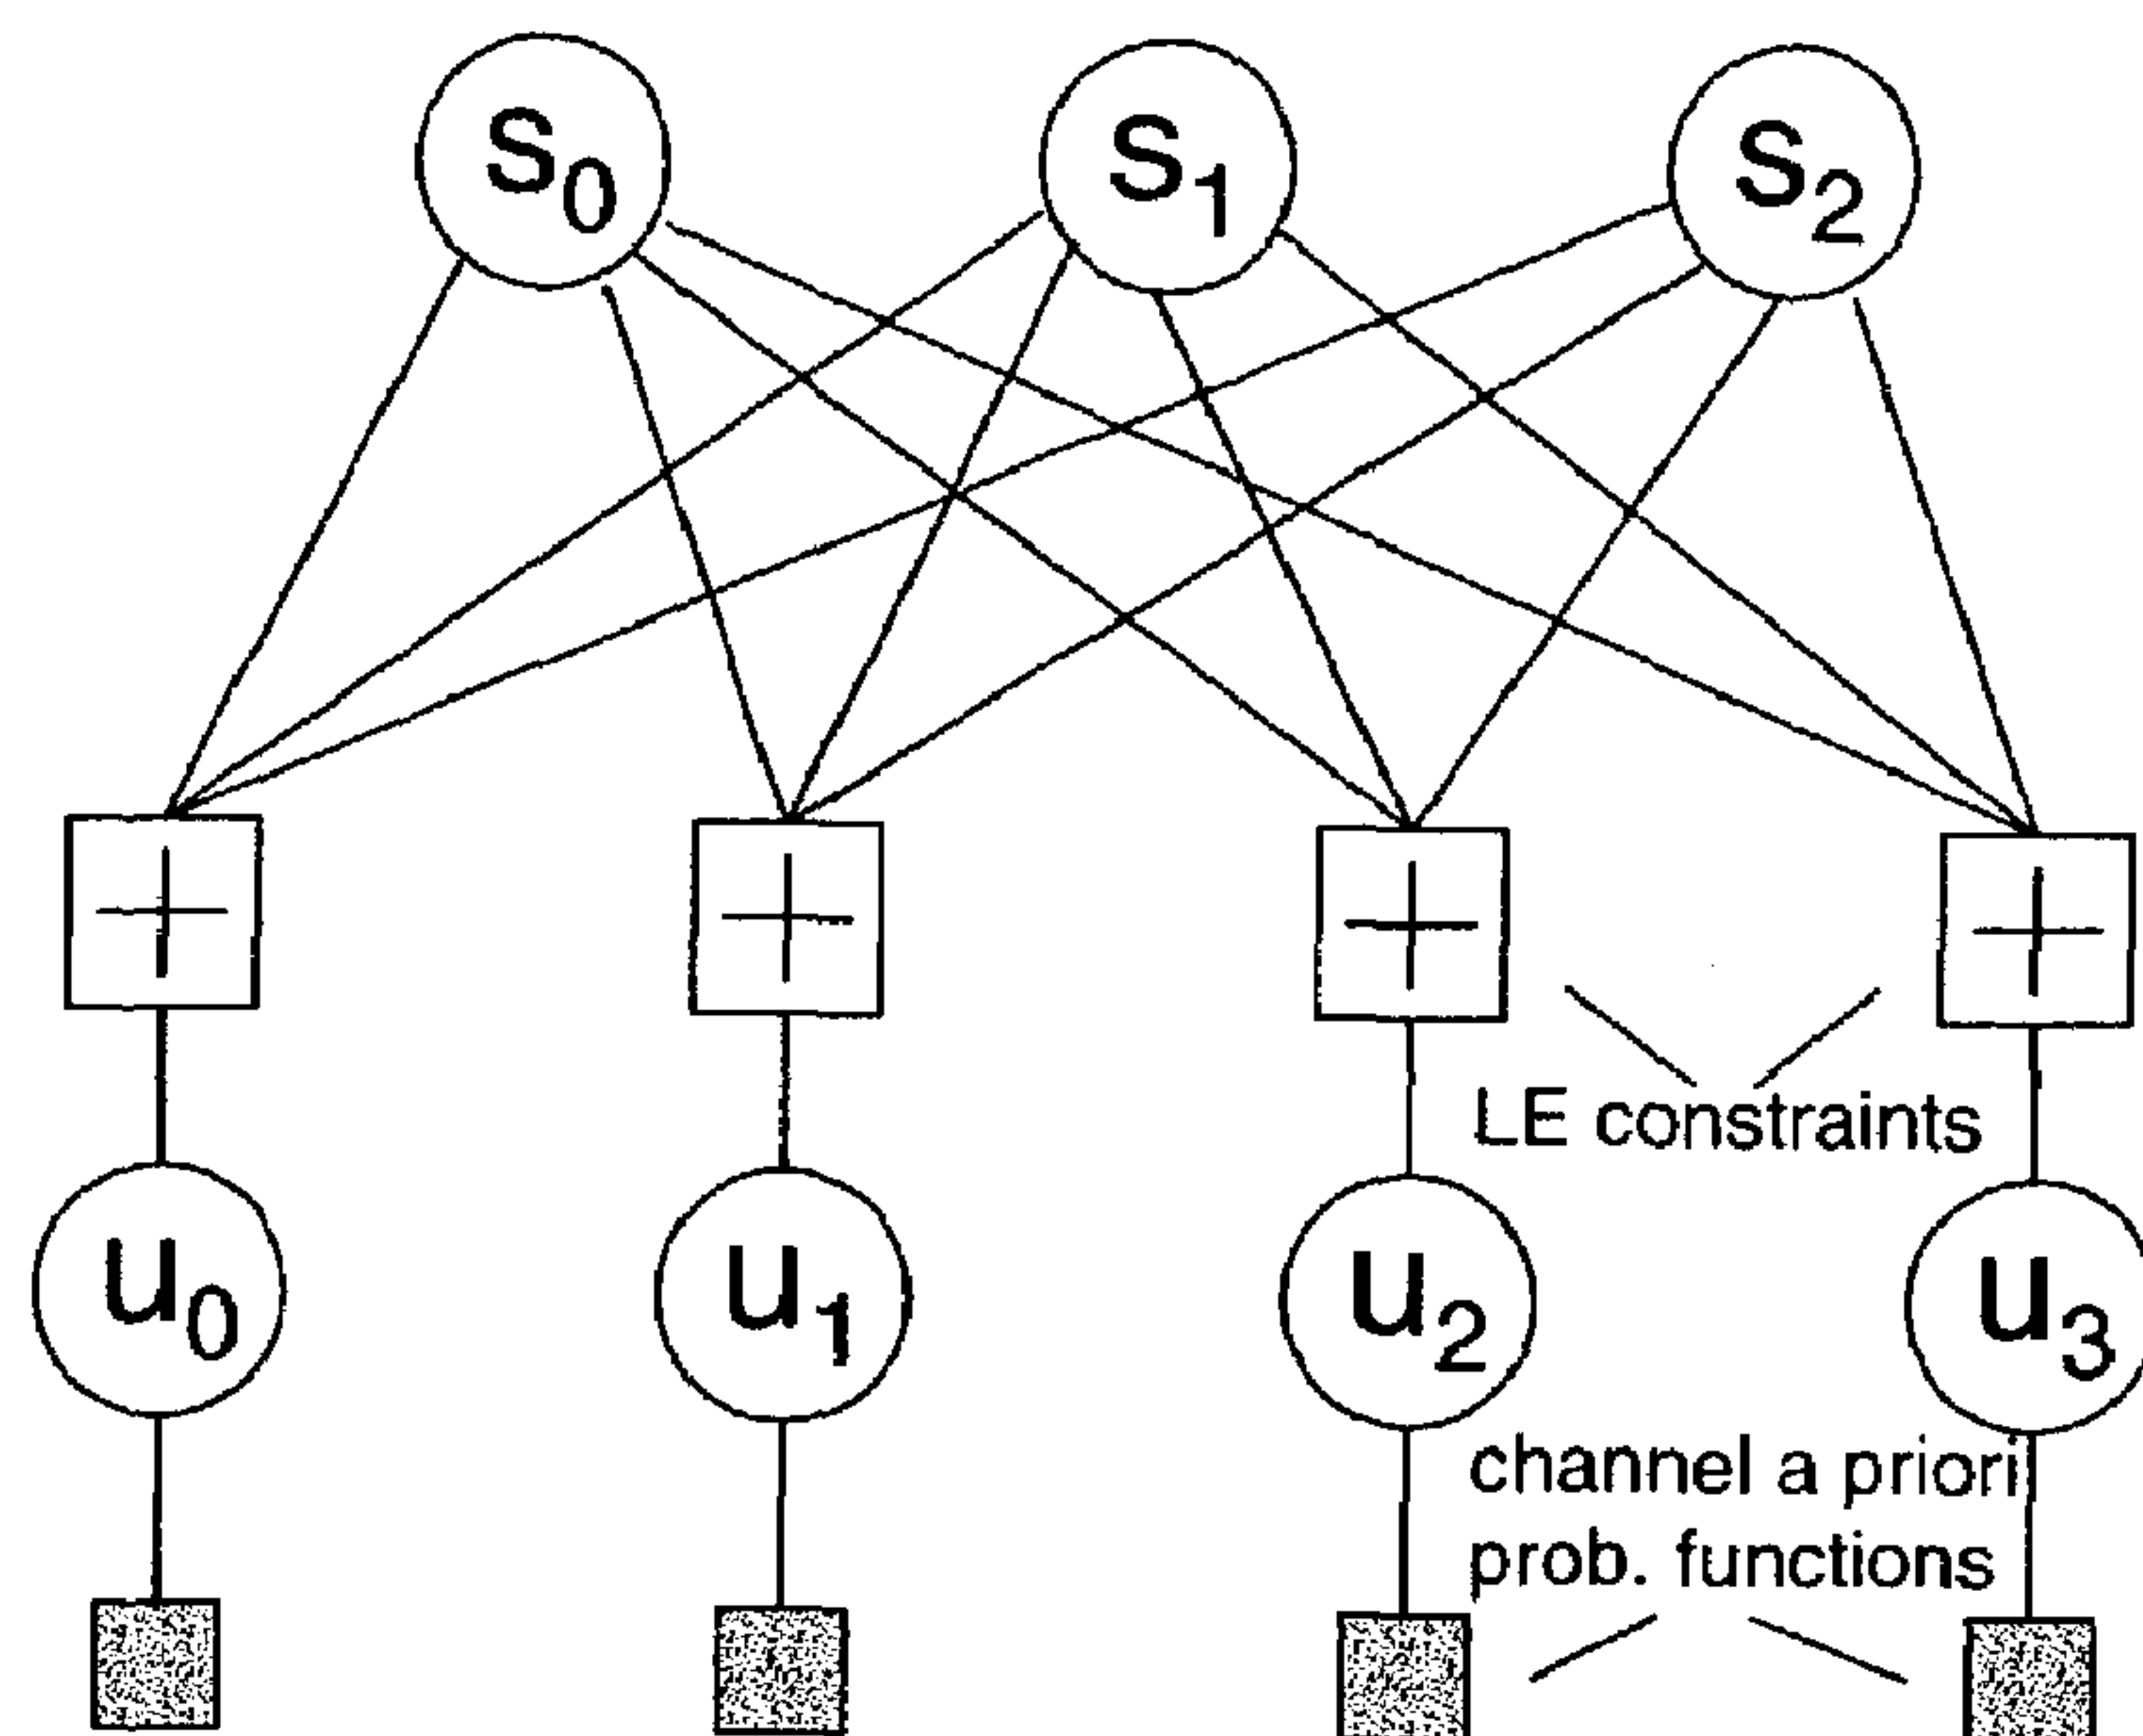 s0 s1 s2
+ + + +
LE constraints
u0 u1 u2 u3
channel a priori
prob. functions